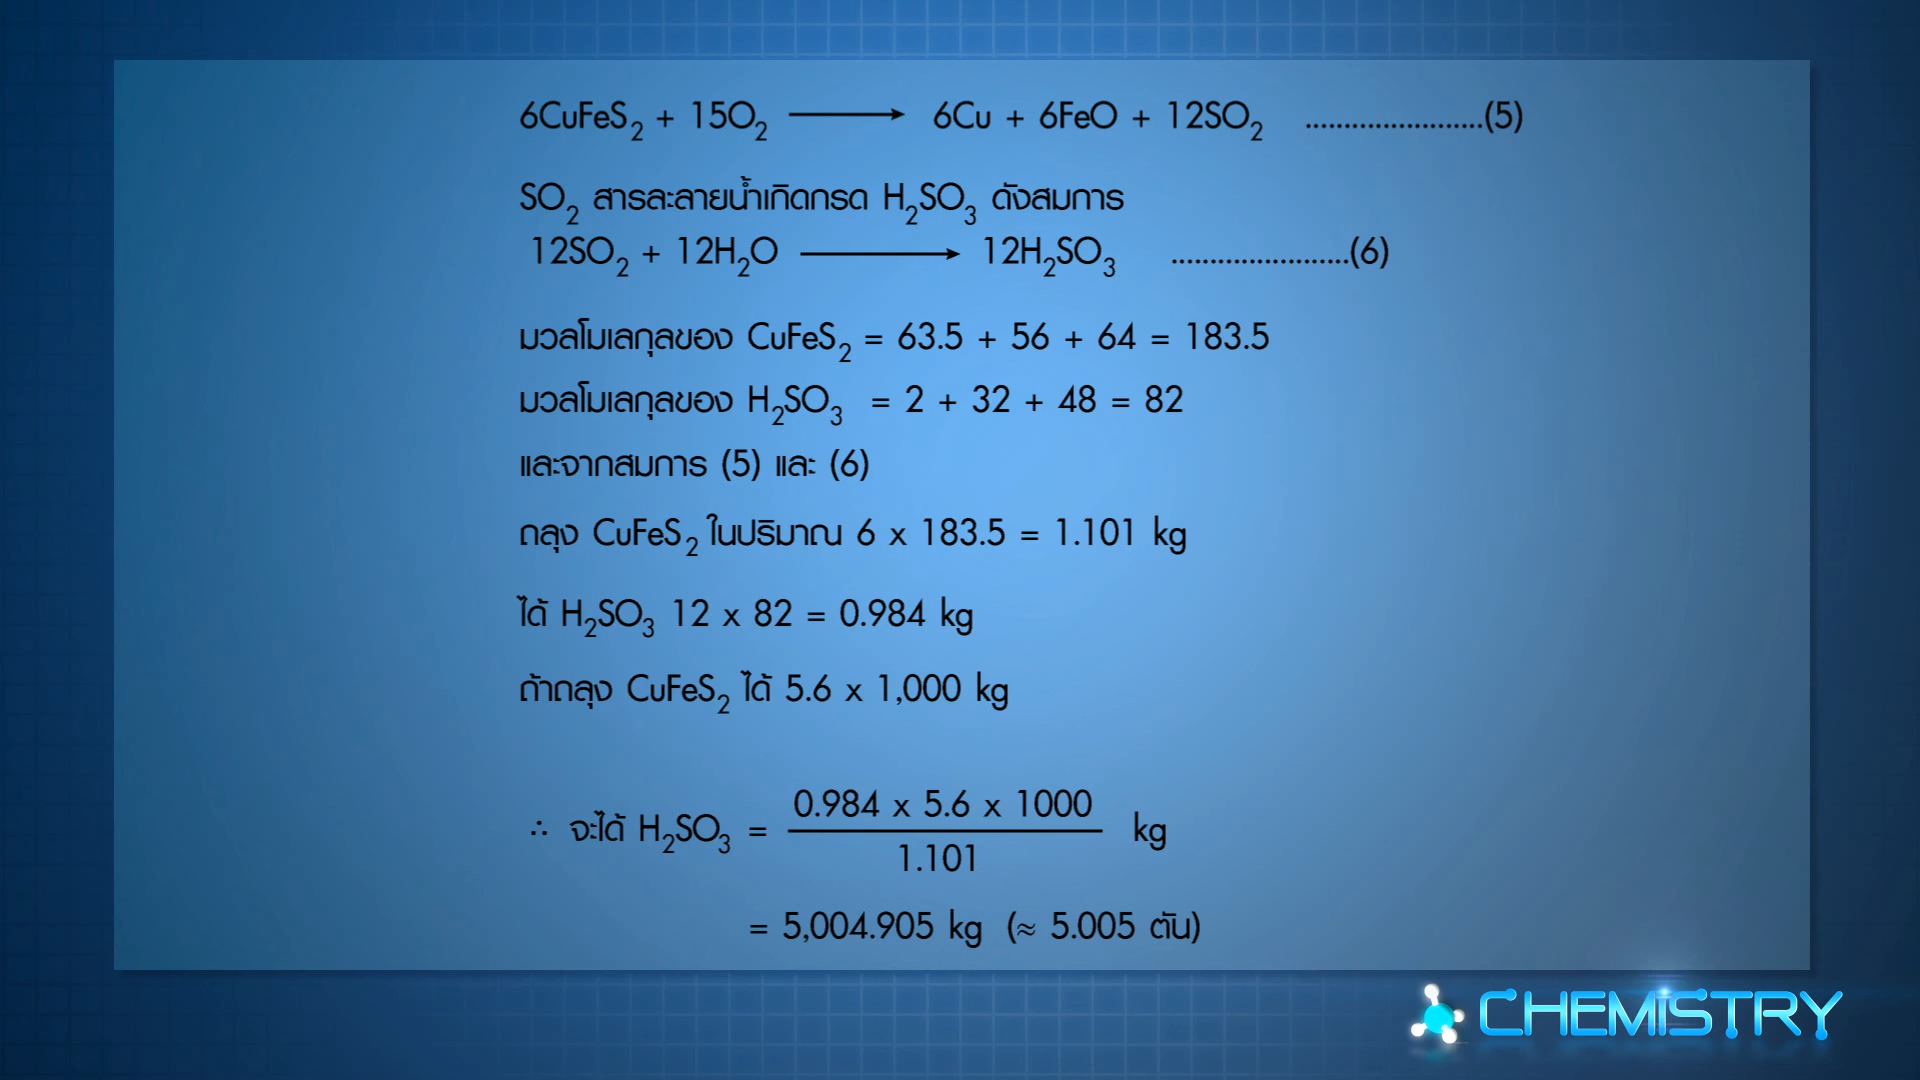 6CuFeS₂ + 15O₂ ⟶ 6Cu + 6FeO + 12SO₂ .......................(5)
SO₂ สารละลายน้ำเกิดกรด H₂SO₃ ดังสมการ
12SO₂ + 12H₂O ⟶ 12H₂SO₃ .......................(6)
มวลโมเลกุลของ CuFeS₂ = 63.5 + 56 + 64 = 183.5
มวลโมเลกุลของ H₂SO₃ = 2 + 32 + 48 = 82
และจากสมการ (5) และ (6)
ถลุง CuFeS₂ ในปริมาณ 6 x 183.5 = 1.101 kg
ได้ H₂SO₃ 12 x 82 = 0.984 kg
ถ้าถลุง CuFeS₂ ได้ 5.6 x 1,000 kg
∴ จะได้ H₂SO₃ = 0.984 x 5.6 x 1000 / 1.101 kg
= 5,004.905 kg (≈ 5.005 ตัน)
CHEMISTRY